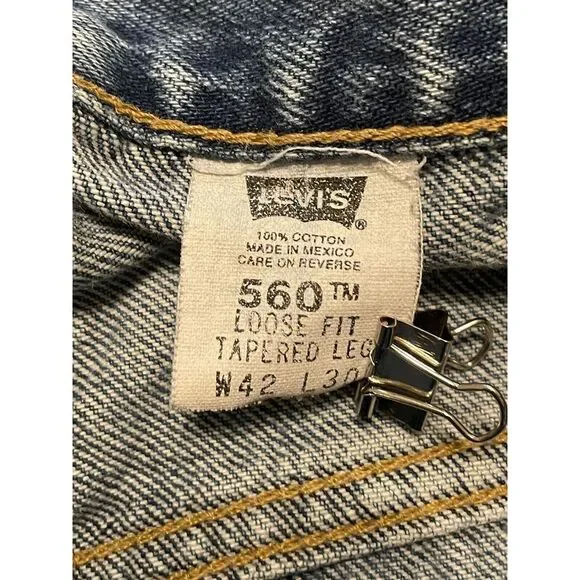 LEVI'S®
100% COTTON
MADE IN MEXICO
CARE ON REVERSE
560™
LOOSE FIT
TAPERED LEG
W42 L30